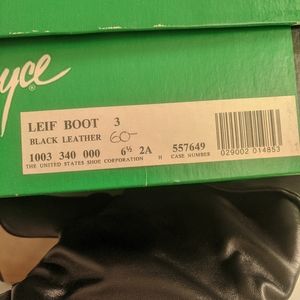 yce®
LEIF BOOT 3
BLACK LEATHER 60-
1003 340 000 6½ 2A 557649
THE UNITED STATES SHOE CORPORATION H CASE NUMBER
029002 014853